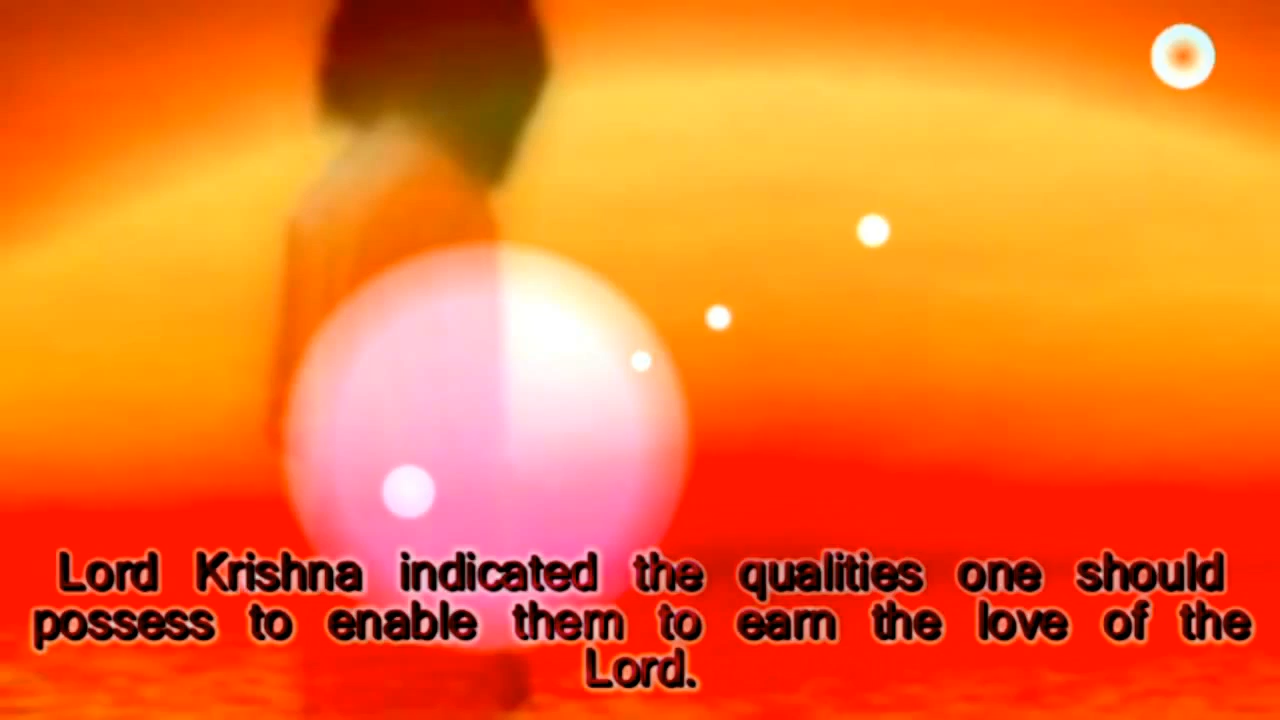 Lord Krishna indicated the qualities one should
possess to enable them to earn the love of the
Lord.